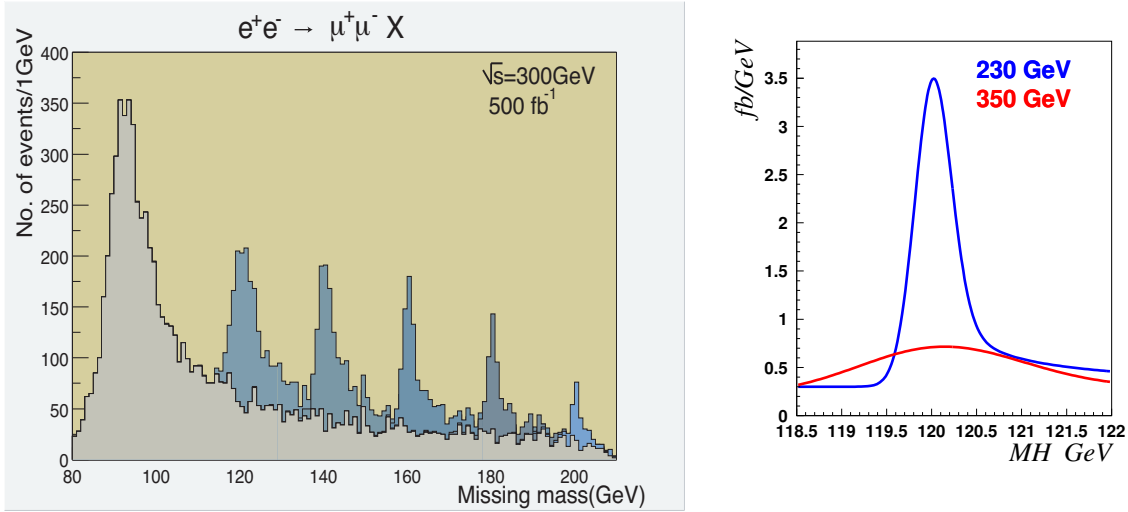 e⁺e⁻ → μ⁺μ⁻ X
No. of events/1GeV
400
350
300
250
200
150
100
50
0
√s=300GeV
500 fb⁻¹
80 100 120 140 160 180 200
Missing mass(GeV)
fb/GeV
3.5
3
2.5
2
1.5
1
0.5
0
230 GeV
350 GeV
118.5 119 119.5 120 120.5 121 121.5 122
MH GeV